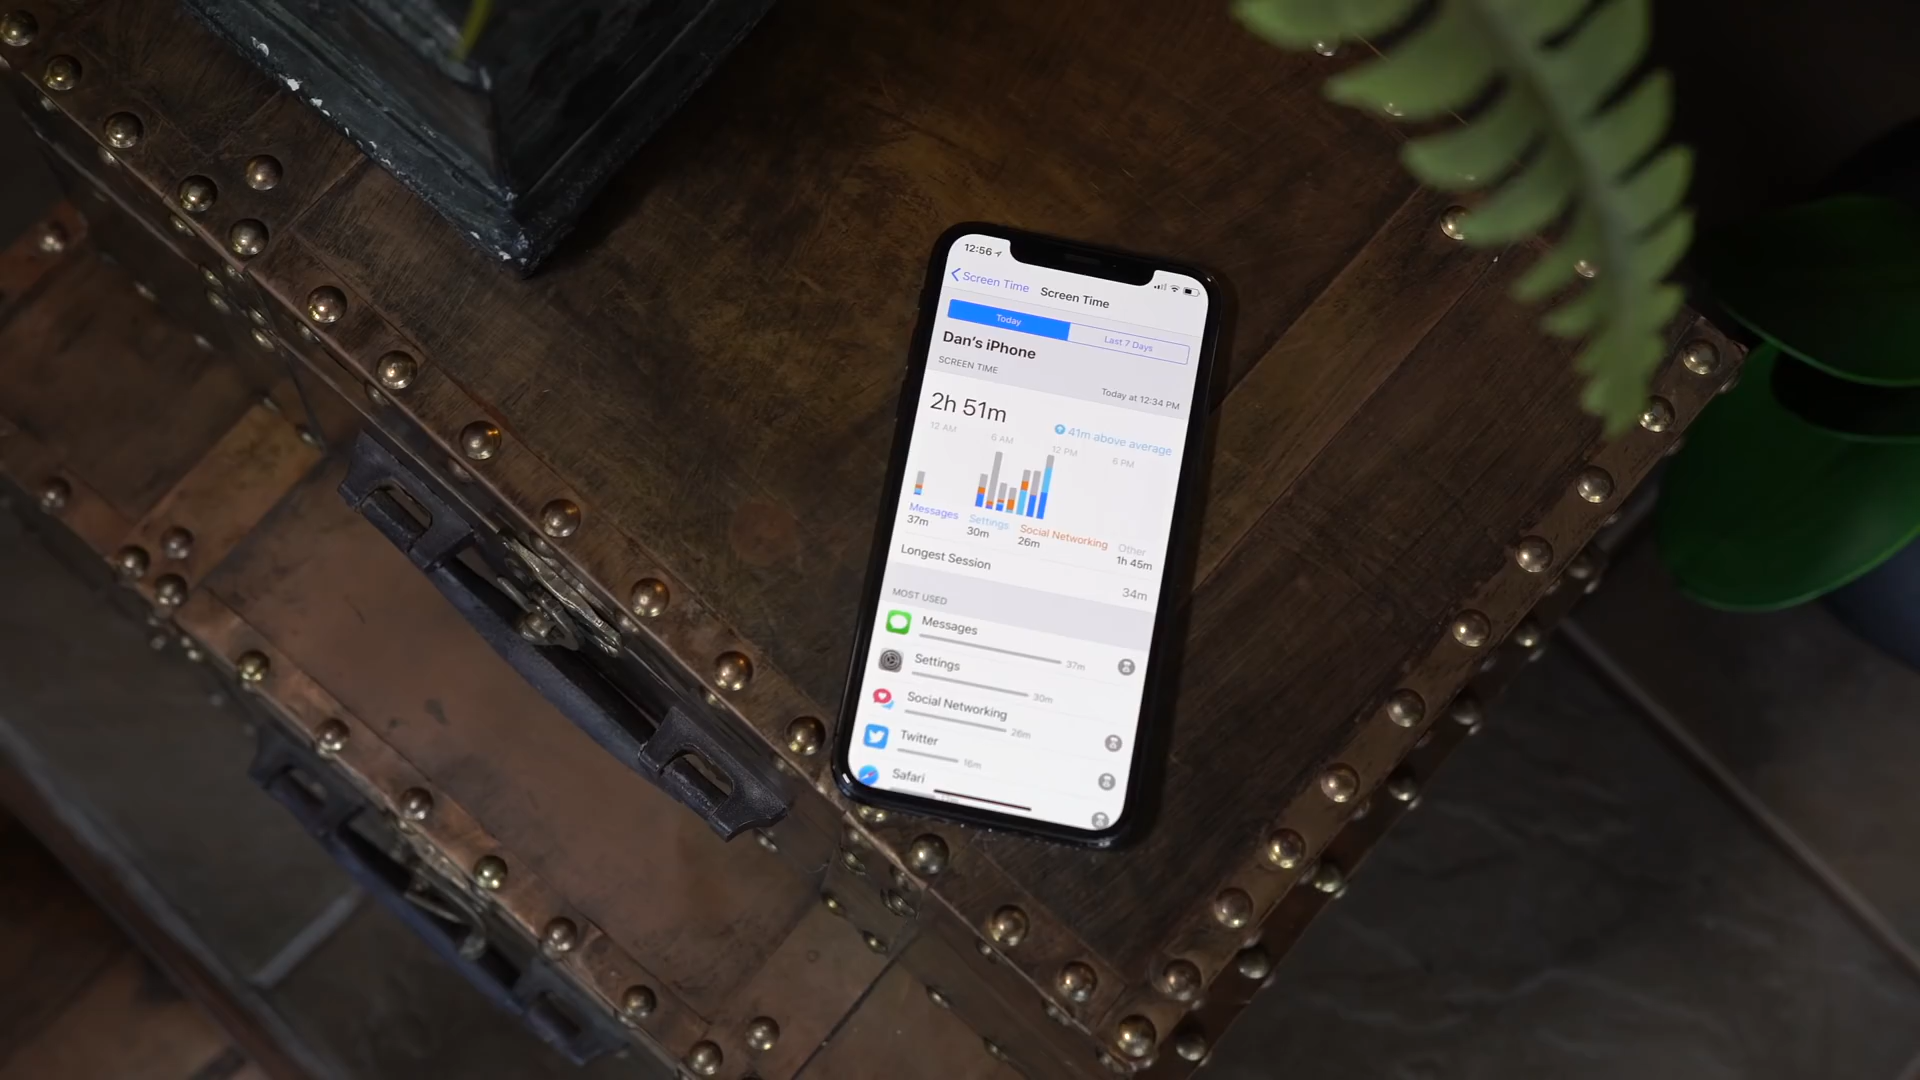 12:56
Screen Time Screen Time
Today Last 7 Days
Dan's iPhone
SCREEN TIME
Today at 12:34 PM
2h 51m
41m above average
12 AM 6 AM 12 PM 6 PM
Messages Settings Social Networking Other
37m 30m 26m 1h 45m
Longest Session 34m
MOST USED
Messages
37m
Settings
30m
Social Networking
26m
Twitter
16m
Safari